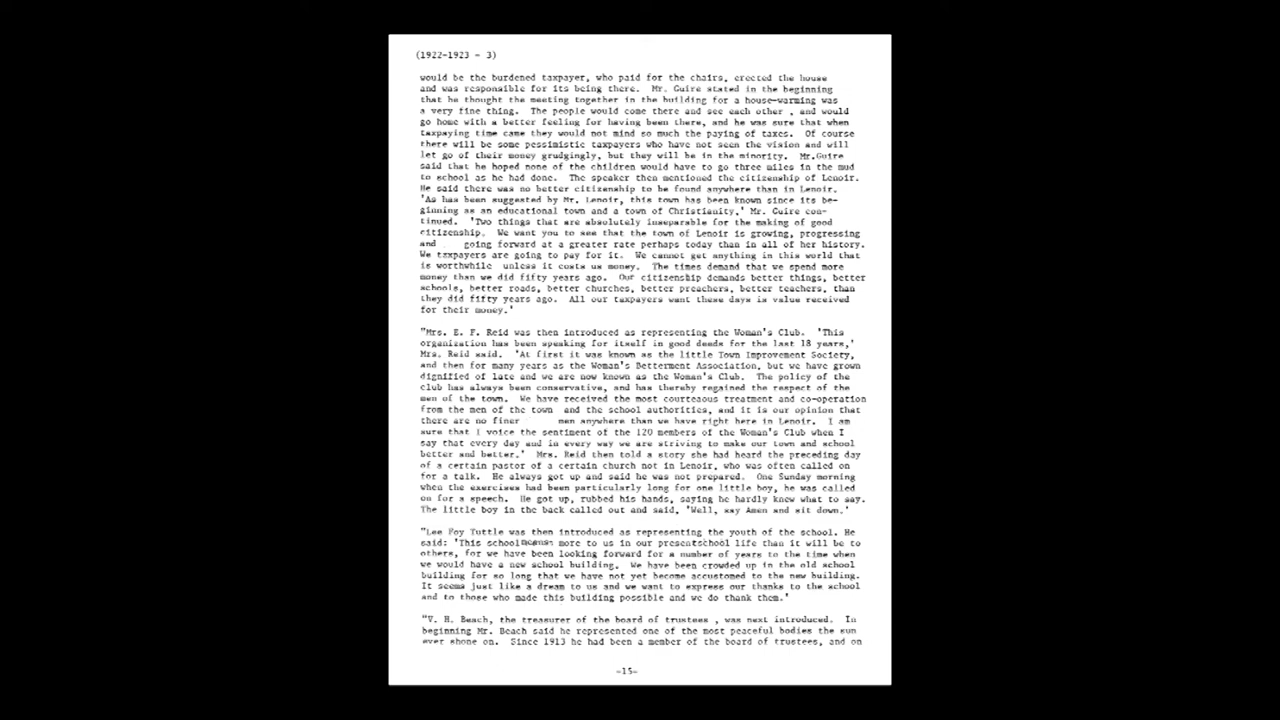 (1922-1923 - 3)
would be the burdened taxpayer, who paid for the chairs, erected the house
and was responsible for its being there. Mr. Guire stated in the beginning
that he thought the meeting together in the building for a house-warming was
a very fine thing. The people would come there and see each other , and would
go home with a better feeling for having been there, and he was sure that when
taxpaying time came they would not mind so much the paying of taxes. Of course
there will be some pessimistic taxpayers who have not seen the vision and will
let go of their money grudgingly, but they will be in the minority. Mr.Guire
said that he hoped none of the children would have to go three miles in the mud
to school as he had done. The speaker then mentioned the citizenship of Lenoir.
He said there was no better citizenship to be found anywhere than in Lenoir.
'As has been suggested by Mr. Lenoir, this town has been known since its be-
ginning as an educational town and a town of Christianity,' Mr. Guire con-
tinued. 'Two things that are absolutely inseparable for the making of good
citizenship. We want you to see that the town of Lenoir is growing, progressing
and going forward at a greater rate perhaps today than in all of her history.
We taxpayers are going to pay for it. We cannot get anything in this world that
is worthwhile unless it costs us money. The times demand that we spend more
money than we did fifty years ago. Our citizenship demands better things, better
schools, better roads, better churches, better preachers, better teachers, than
they did fifty years ago. All our taxpayers want these days is value received
for their money.'
"Mrs. E. F. Reid was then introduced as representing the Woman's Club. 'This
organization has been speaking for itself in good deeds for the last 18 years,'
Mrs. Reid said. 'At first it was known as the little Town Improvement Society,
and then for many years as the Woman's Betterment Association, but we have grown
dignified of late and we are now known as the Woman's Club. The policy of the
club has always been conservative, and has thereby regained the respect of the
men of the town. We have received the most courteaous treatment and co-operation
from the men of the town and the school authorities, and it is our opinion that
there are no finer men anywhere than we have right here in Lenoir. I am
sure that I voice the sentiment of the 120 members of the Woman's Club when I
say that every day and in every way we are striving to make our town and school
better and better.' Mrs. Reid then told a story she had heard the preceding day
of a certain pastor of a certain church not in Lenoir, who was often called on
for a talk. He always got up and said he was not prepared. One Sunday morning
when the exercises had been particularly long for one little boy, he was called
on for a speech. He got up, rubbed his hands, saying he hardly knew what to say.
The little boy in the back called out and said, 'Well, say Amen and sit down.'
"Lee Foy Tuttle was then introduced as representing the youth of the school. He
said: 'This school means more to us in our presentschool life than it will be to
others, for we have been looking forward for a number of years to the time when
we would have a new school building. We have been crowded up in the old school
building for so long that we have not yet become accustomed to the new building.
It seems just like a dream to us and we want to express our thanks to the school
and to those who made this building possible and we do thank them.'
"V. H. Beach, the treasurer of the board of trustees , was next introduced. In
beginning Mr. Beach said he represented one of the most peaceful bodies the sun
ever shone on. Since 1913 he had been a member of the board of trustees, and on
-15-